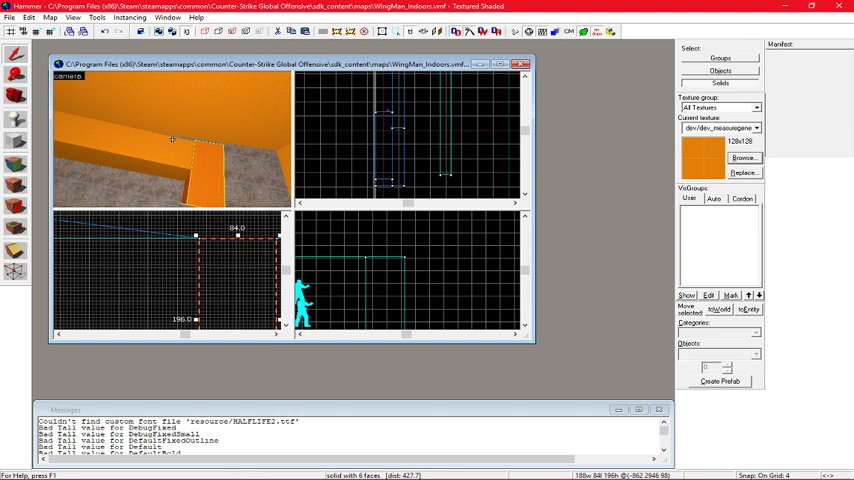 Hammer - [C:\Program Files (x86)\Steam\steamapps\common\Counter-Strike Global Offensive\sdk_content\maps\WingMan_Indoors.vmf - Textured Shaded]
File Edit Map View Tools Instancing Window Help
C:\Program Files (x86)\Steam\steamapps\common\Counter-Strike Global Offensive\sdk_content\maps\WingMan_Indoors.vmf...
camera
84.0
196.0
Select:
Groups
Objects
Solids
Texture group:
All Textures
Current texture:
dev/dev_measuregene
128x128
Browse...
Replace...
VisGroups:
User Auto Cordon
Show Edit Mark
Move selected:
toWorld toEntity
Categories:
Objects:
0
Create Prefab
Manifest:
Messages
Couldn't find custom font file 'resource/HALFLIFE2.ttf'
Bad Tall value for DebugFixed
Bad Tall value for DebugFixedSmall
Bad Tall value for DefaultFixedOutline
Bad Tall value for Default
Bad Tall value for DefaultBold
For Help, press F1
solid with 6 faces
[dist: 427.7]
188w 84l 196h @(-862 2946 98)
Snap: On Grid: 4
<->